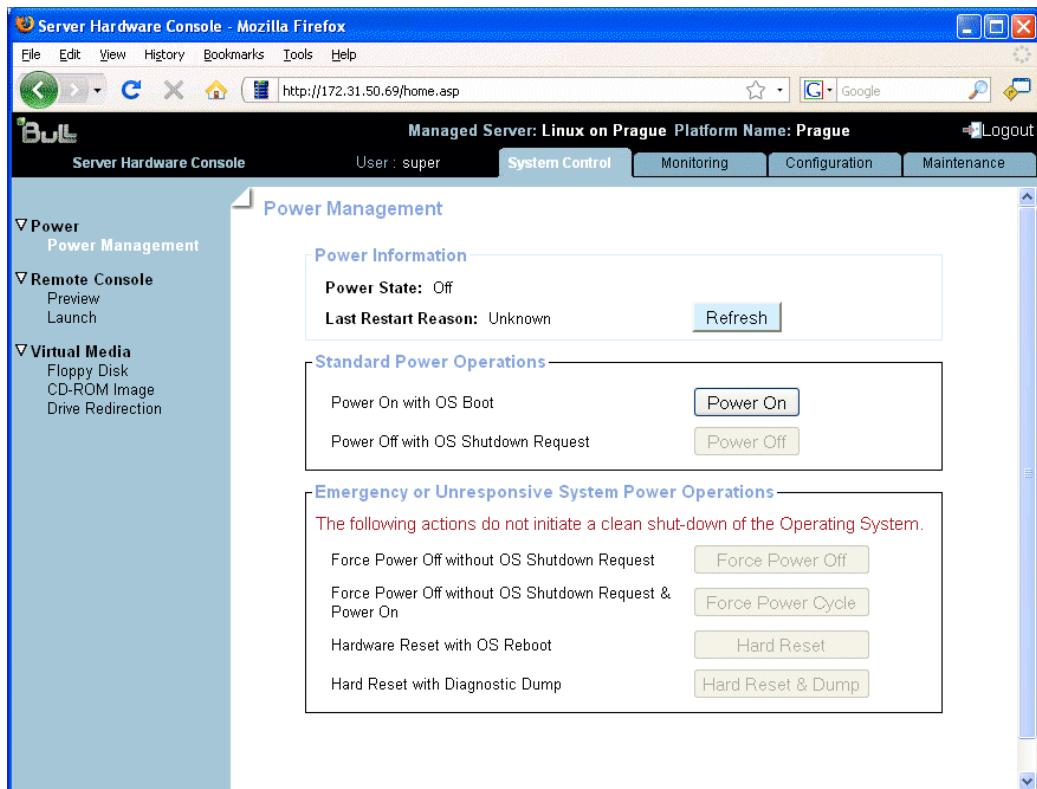 Server Hardware Console - Mozilla Firefox
File Edit View History Bookmarks Tools Help
http://172.31.50.69/home.asp
G Google
Bull
Managed Server: Linux on Prague Platform Name: Prague
Logout
Server Hardware Console
User : super
System Control
Monitoring
Configuration
Maintenance
Power
Power Management
Remote Console
Preview
Launch
Virtual Media
Floppy Disk
CD-ROM Image
Drive Redirection
Power Management
Power Information
Power State: Off
Last Restart Reason: Unknown
Refresh
Standard Power Operations
Power On with OS Boot
Power On
Power Off with OS Shutdown Request
Power Off
Emergency or Unresponsive System Power Operations
The following actions do not initiate a clean shut-down of the Operating System.
Force Power Off without OS Shutdown Request
Force Power Off
Force Power Off without OS Shutdown Request &
Power On
Force Power Cycle
Hardware Reset with OS Reboot
Hard Reset
Hard Reset with Diagnostic Dump
Hard Reset & Dump